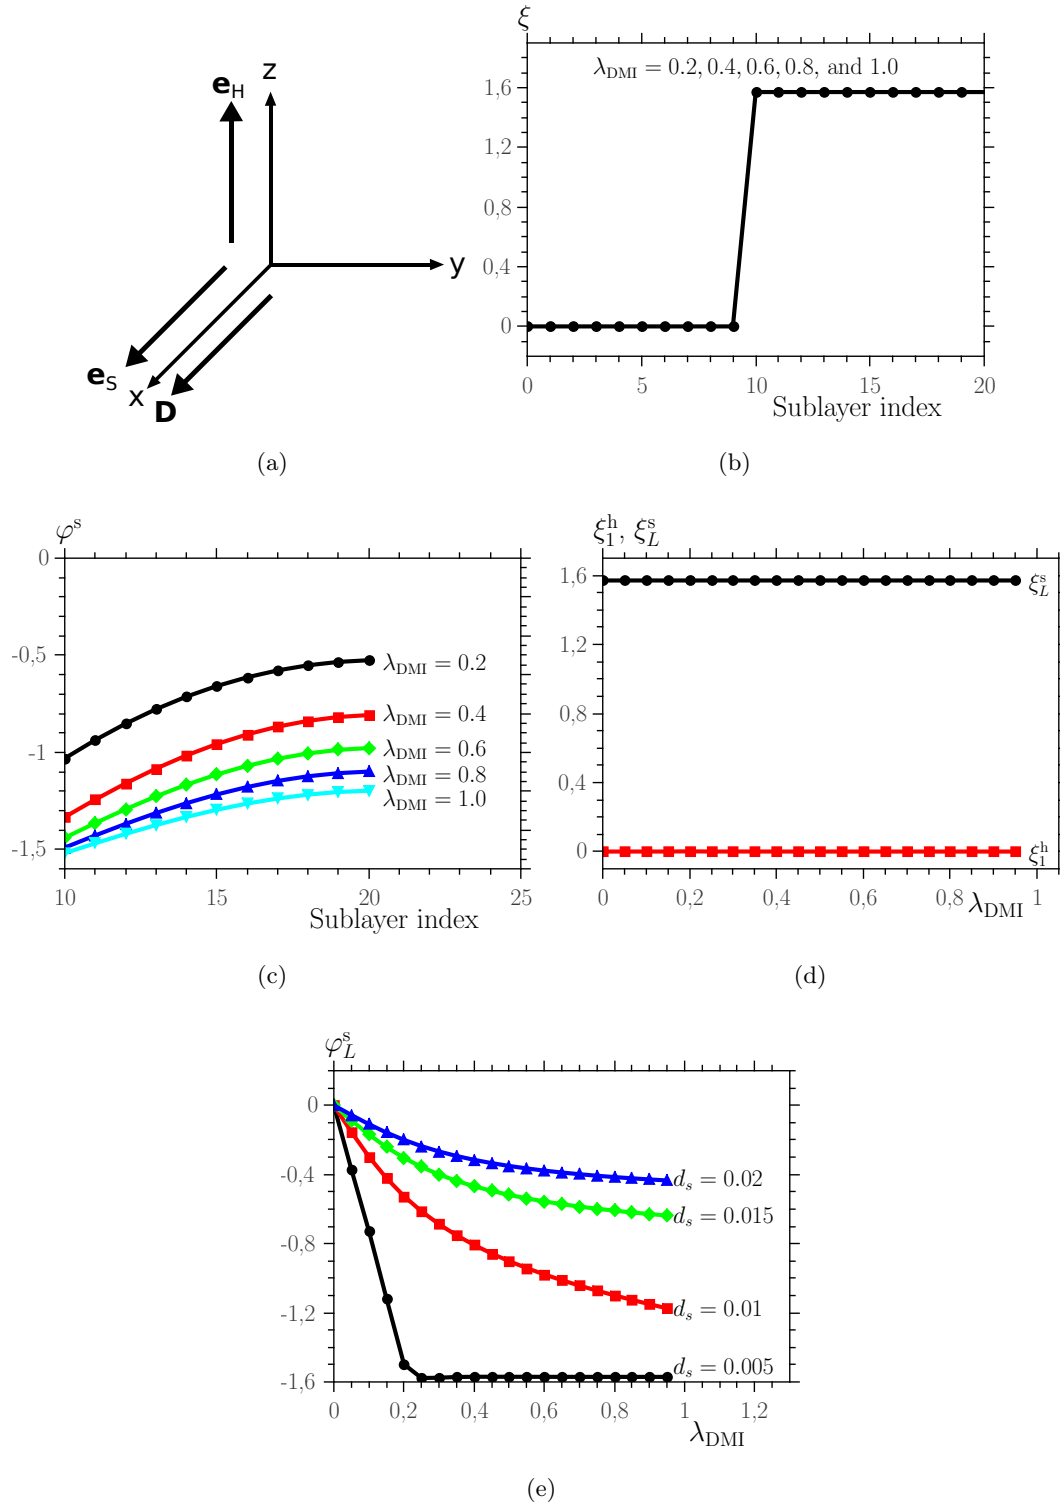 z
e_H
y
e_S
x
D
(a)
ξ
λ_DMI = 0.2, 0.4, 0.6, 0.8, and 1.0
1,6
1,2
0,8
0,4
0
0 5 10 15 20
Sublayer index
(b)
φ^s
0
-0,5
-1
-1,5
λ_DMI = 0.2
λ_DMI = 0.4
λ_DMI = 0.6
λ_DMI = 0.8
λ_DMI = 1.0
10 15 20 25
Sublayer index
(c)
ξ_1^h, ξ_L^s
1,6
1,2
0,8
0,4
0
ξ_L^s
ξ_1^h
0 0,2 0,4 0,6 0,8 λ_DMI 1
(d)
φ_L^s
0
-0,4
-0,8
-1,2
-1,6
d_s = 0.02
d_s = 0.015
d_s = 0.01
d_s = 0.005
0 0,2 0,4 0,6 0,8 1 1,2
λ_DMI
(e)